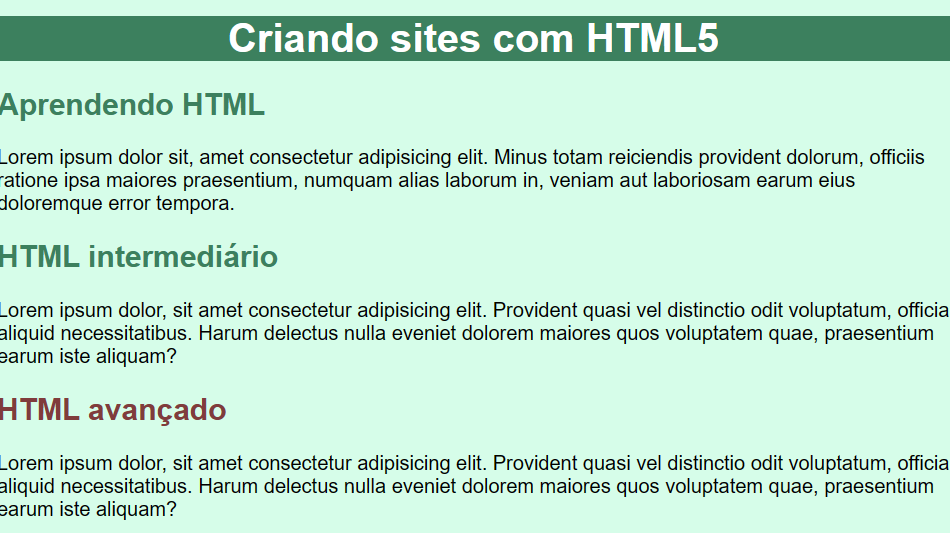 Criando sites com HTML5
Aprendendo HTML
Lorem ipsum dolor sit, amet consectetur adipisicing elit. Minus totam reiciendis provident dolorum, officiis
ratione ipsa maiores praesentium, numquam alias laborum in, veniam aut laboriosam earum eius
doloremque error tempora.
HTML intermediário
Lorem ipsum dolor, sit amet consectetur adipisicing elit. Provident quasi vel distinctio odit voluptatum, officia
aliquid necessitatibus. Harum delectus nulla eveniet dolorem maiores quos voluptatem quae, praesentium
earum iste aliquam?
HTML avançado
Lorem ipsum dolor, sit amet consectetur adipisicing elit. Provident quasi vel distinctio odit voluptatum, officia
aliquid necessitatibus. Harum delectus nulla eveniet dolorem maiores quos voluptatem quae, praesentium
earum iste aliquam?